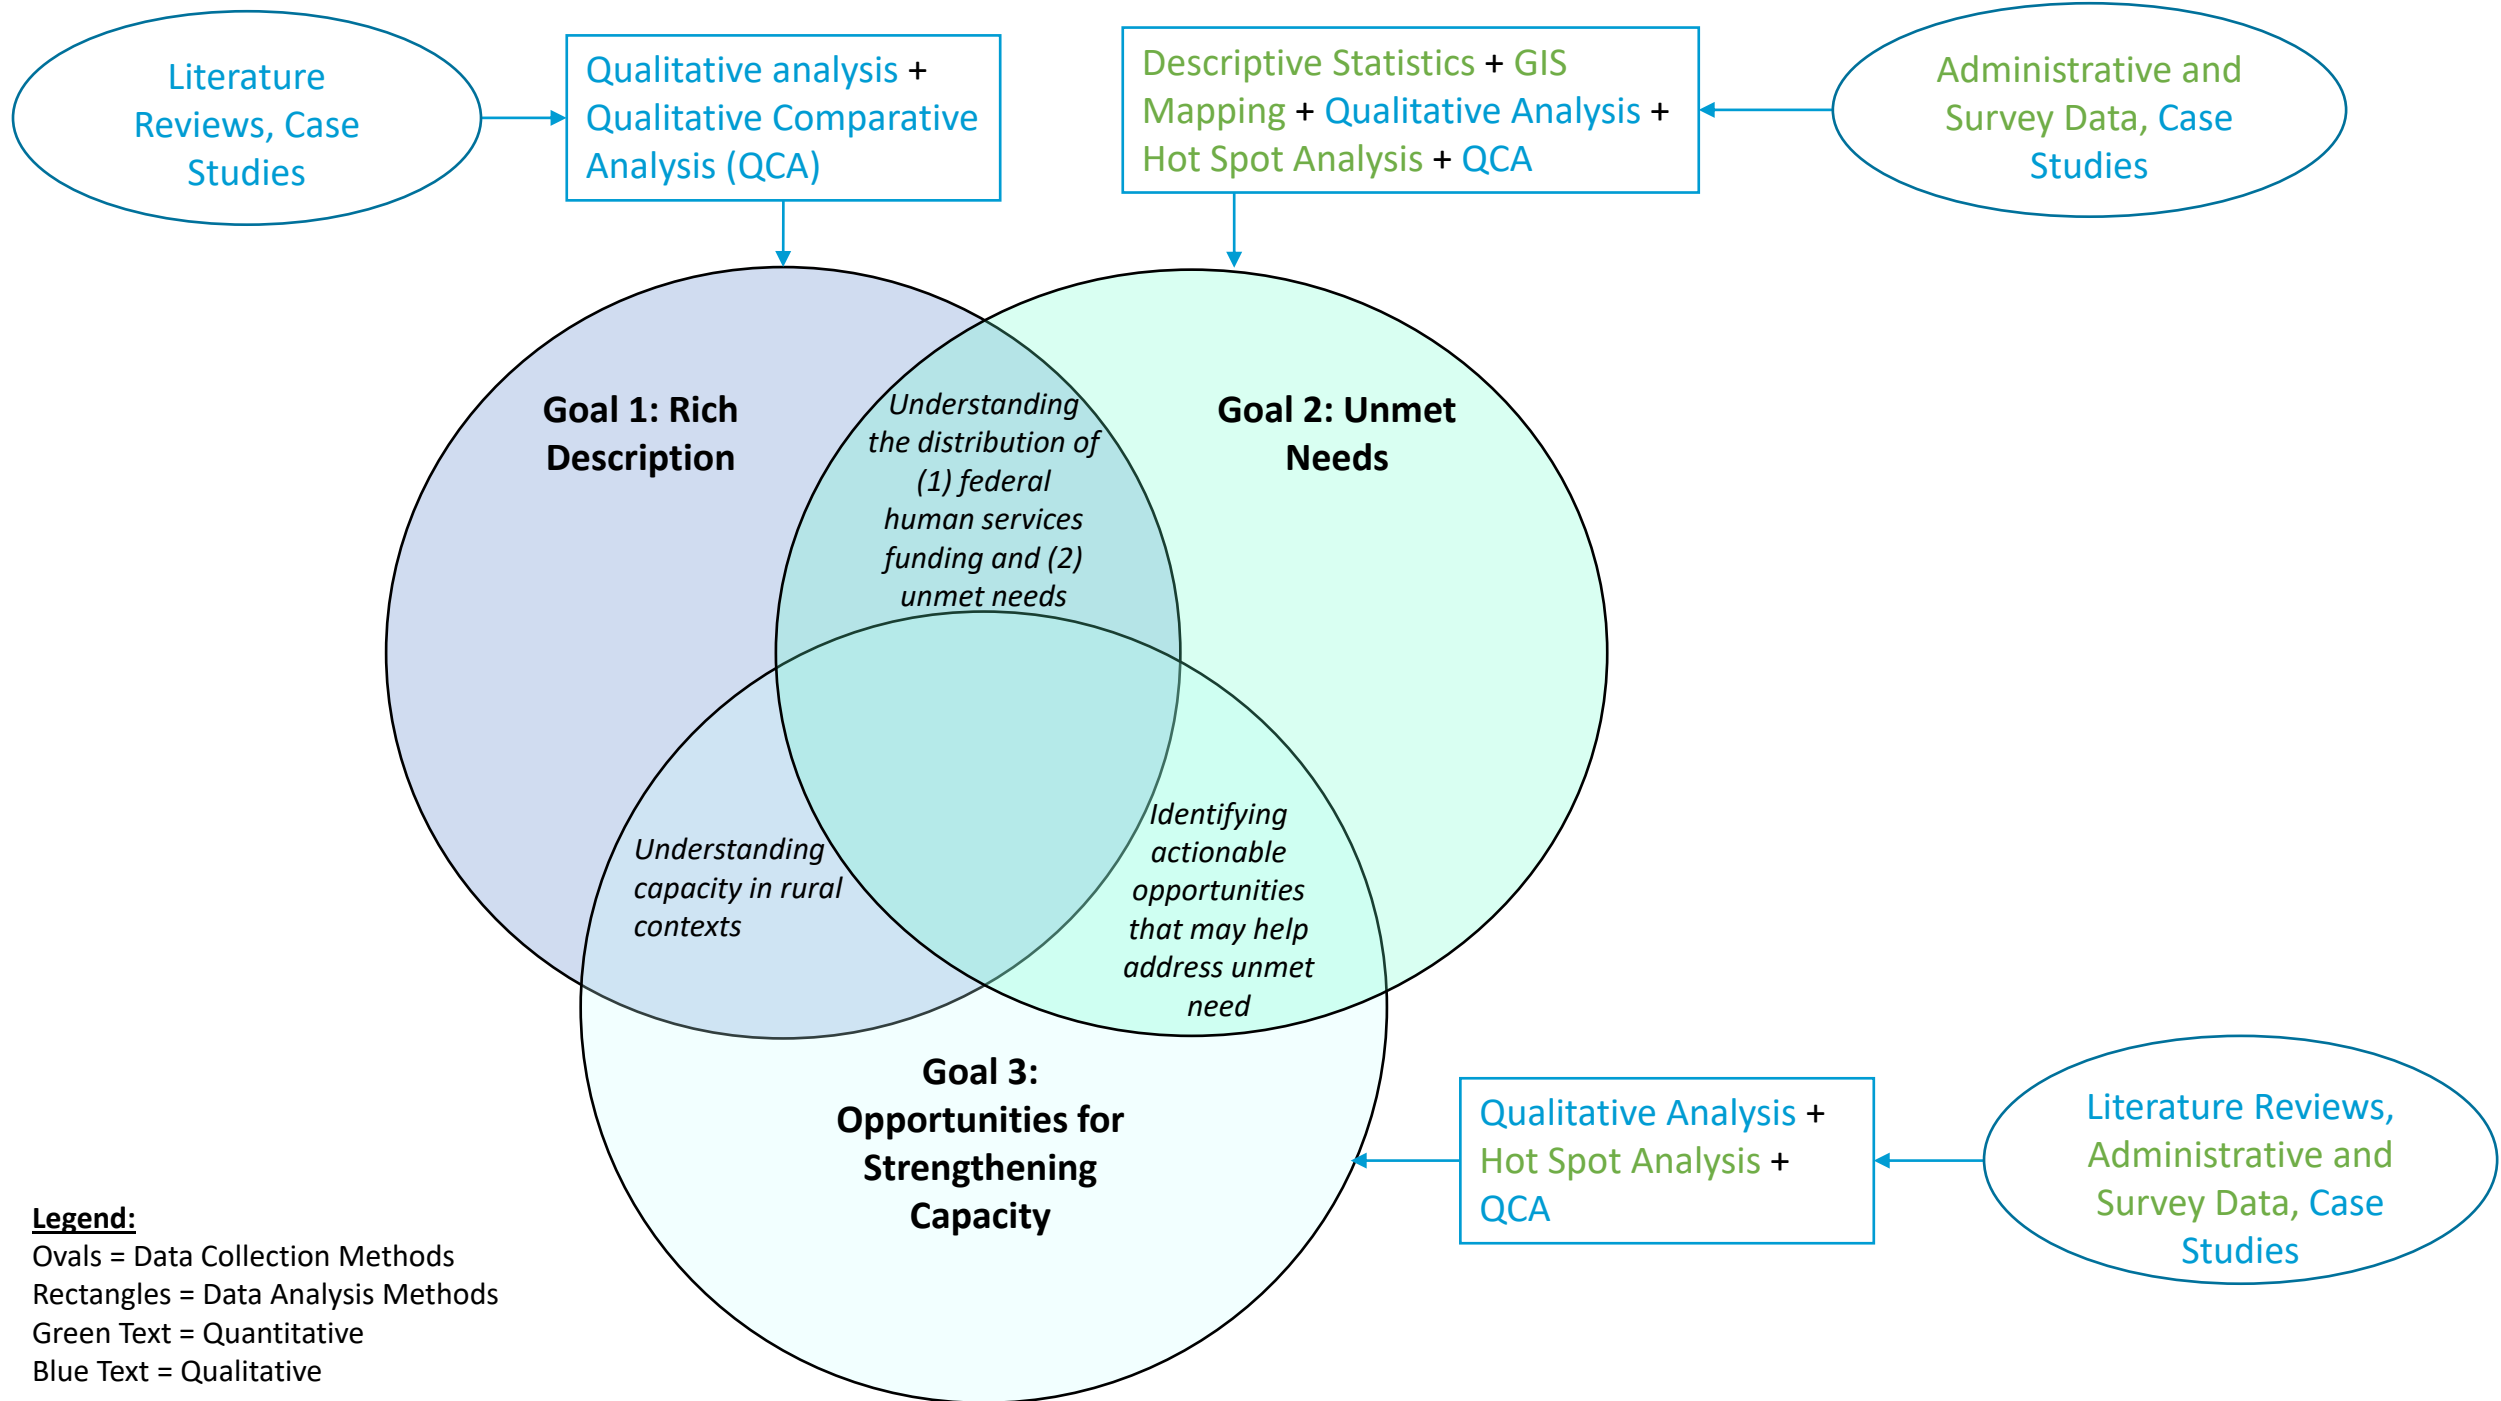 Literature
Reviews, Case
Studies
Qualitative analysis +
Qualitative Comparative
Analysis (QCA)
Descriptive Statistics + GIS
Mapping + Qualitative Analysis +
Hot Spot Analysis + QCA
Administrative and
Survey Data, Case
Studies
Goal 1: Rich
Description
Understanding
the distribution of
(1) federal
human services
funding and (2)
unmet needs
Goal 2: Unmet
Needs
Understanding
capacity in rural
contexts
Identifying
actionable
opportunities
that may help
address unmet
need
Goal 3:
Opportunities for
Strengthening
Capacity
Qualitative Analysis +
Hot Spot Analysis +
QCA
Literature Reviews,
Administrative and
Survey Data, Case
Studies
Legend:
Ovals = Data Collection Methods
Rectangles = Data Analysis Methods
Green Text = Quantitative
Blue Text = Qualitative